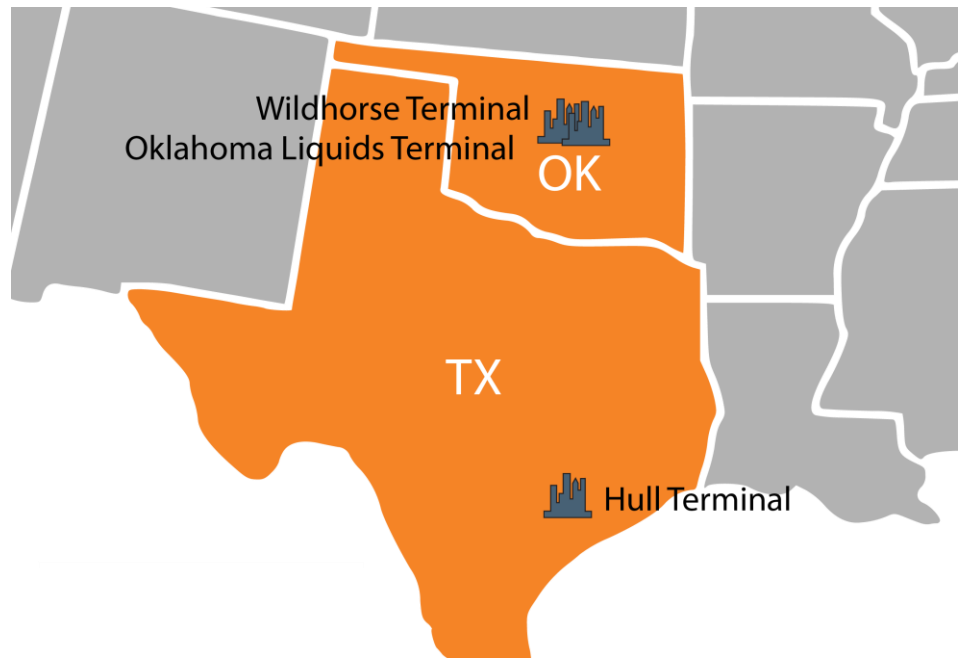 Wildhorse Terminal
Oklahoma Liquids Terminal
OK
TX
Hull Terminal